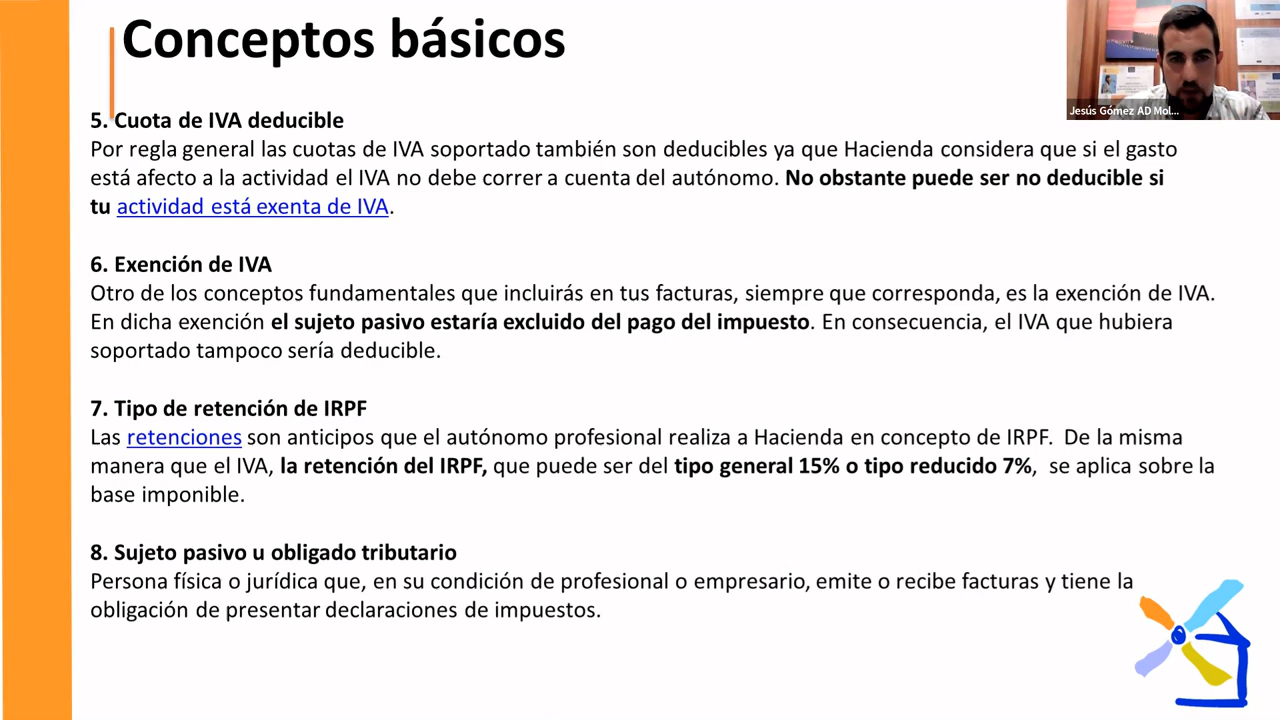 Conceptos básicos
Jesús Gómez AD Mol...
5. Cuota de IVA deducible
Por regla general las cuotas de IVA soportado también son deducibles ya que Hacienda considera que si el gasto
está afecto a la actividad el IVA no debe correr a cuenta del autónomo. No obstante puede ser no deducible si
tu actividad está exenta de IVA.
6. Exención de IVA
Otro de los conceptos fundamentales que incluirás en tus facturas, siempre que corresponda, es la exención de IVA.
En dicha exención el sujeto pasivo estaría excluido del pago del impuesto. En consecuencia, el IVA que hubiera
soportado tampoco sería deducible.
7. Tipo de retención de IRPF
Las retenciones son anticipos que el autónomo profesional realiza a Hacienda en concepto de IRPF. De la misma
manera que el IVA, la retención del IRPF, que puede ser del tipo general 15% o tipo reducido 7%, se aplica sobre la
base imponible.
8. Sujeto pasivo u obligado tributario
Persona física o jurídica que, en su condición de profesional o empresario, emite o recibe facturas y tiene la
obligación de presentar declaraciones de impuestos.